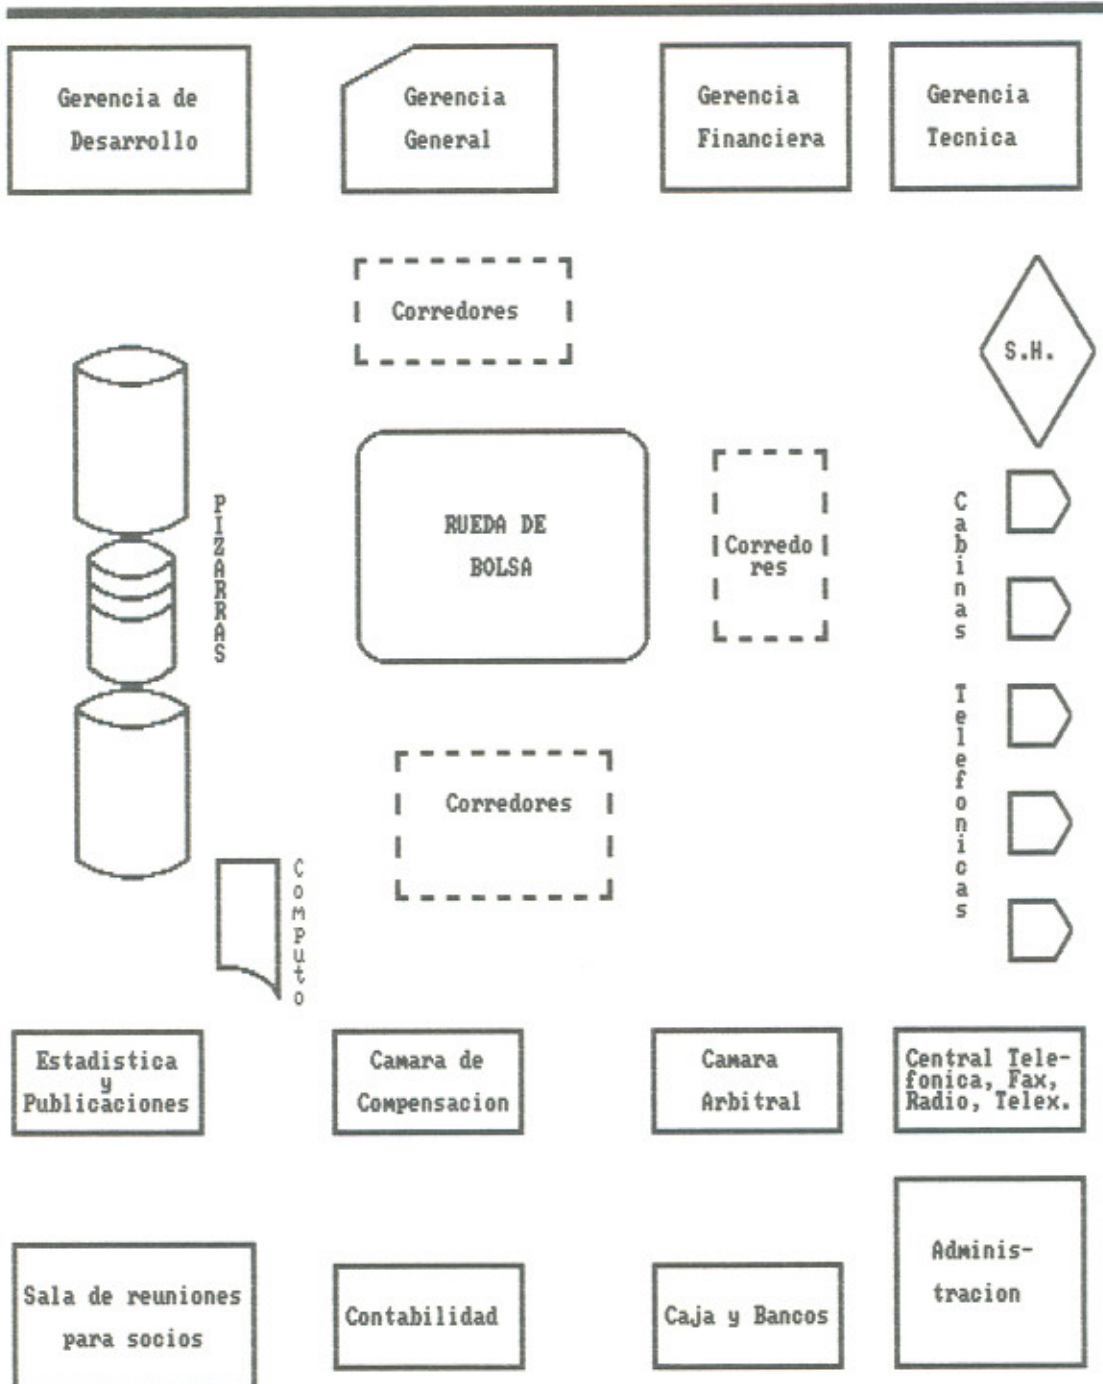 Gerencia de
Desarrollo
Gerencia
General
Gerencia
Financiera
Gerencia
Tecnica
Corredores
S.H.
PIZARRAS
RUEDA DE
BOLSA
Corredo
res
Cabinas
Telefonicas
Corredores
Computo
Estadistica
y
Publicaciones
Camara de
Compensacion
Camara
Arbitral
Central Tele-
fonica, Fax,
Radio, Telex.
Sala de reuniones
para socios
Contabilidad
Caja y Bancos
Adminis-
tracion